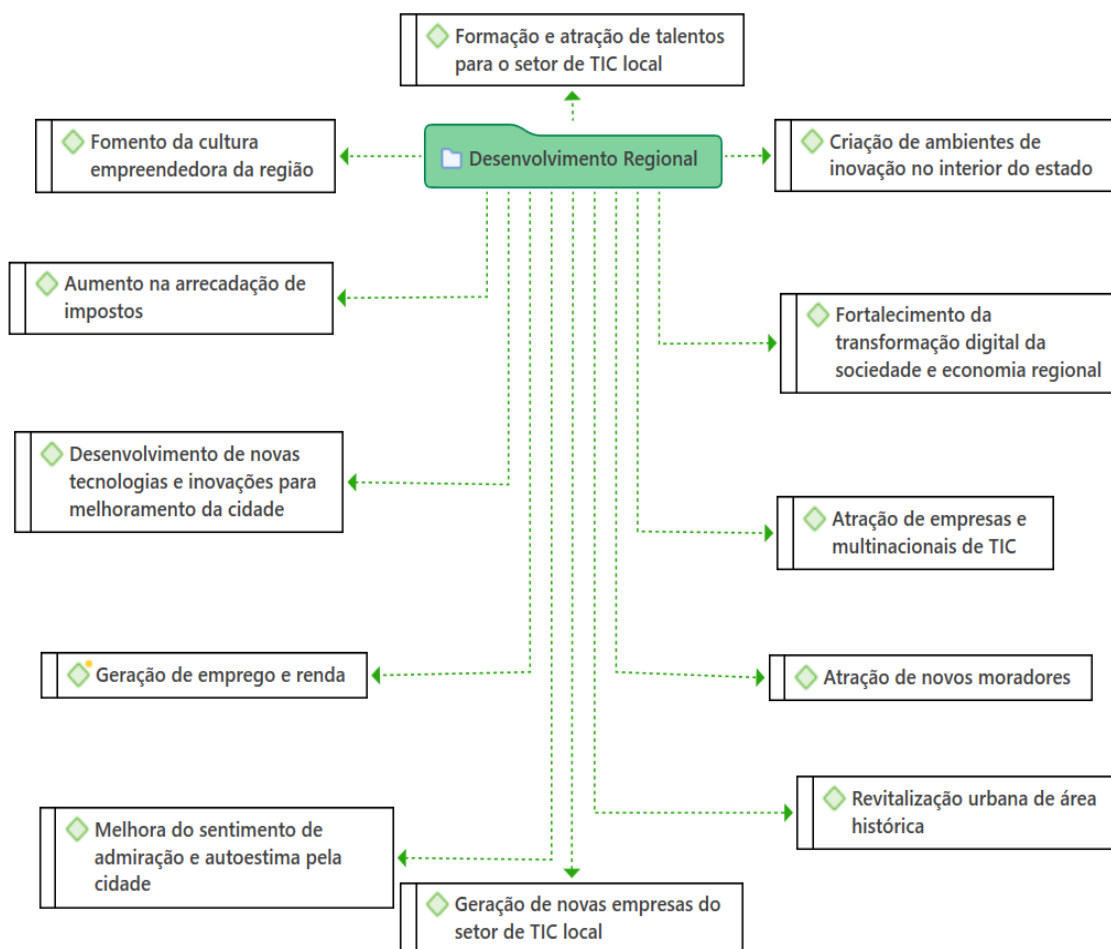 Formação e atração de talentos
para o setor de TIC local
Fomento da cultura
empreendedora da região
Desenvolvimento Regional
Criação de ambientes de
inovação no interior do estado
Aumento na arrecadação de
impostos
Fortalecimento da
transformação digital da
sociedade e economia regional
Desenvolvimento de novas
tecnologias e inovações para
melhoramento da cidade
Atração de empresas e
multinacionais de TIC
Geração de emprego e renda
Atração de novos moradores
Revitalização urbana de área
histórica
Melhora do sentimento de
admiração e autoestima pela
cidade
Geração de novas empresas do
setor de TIC local